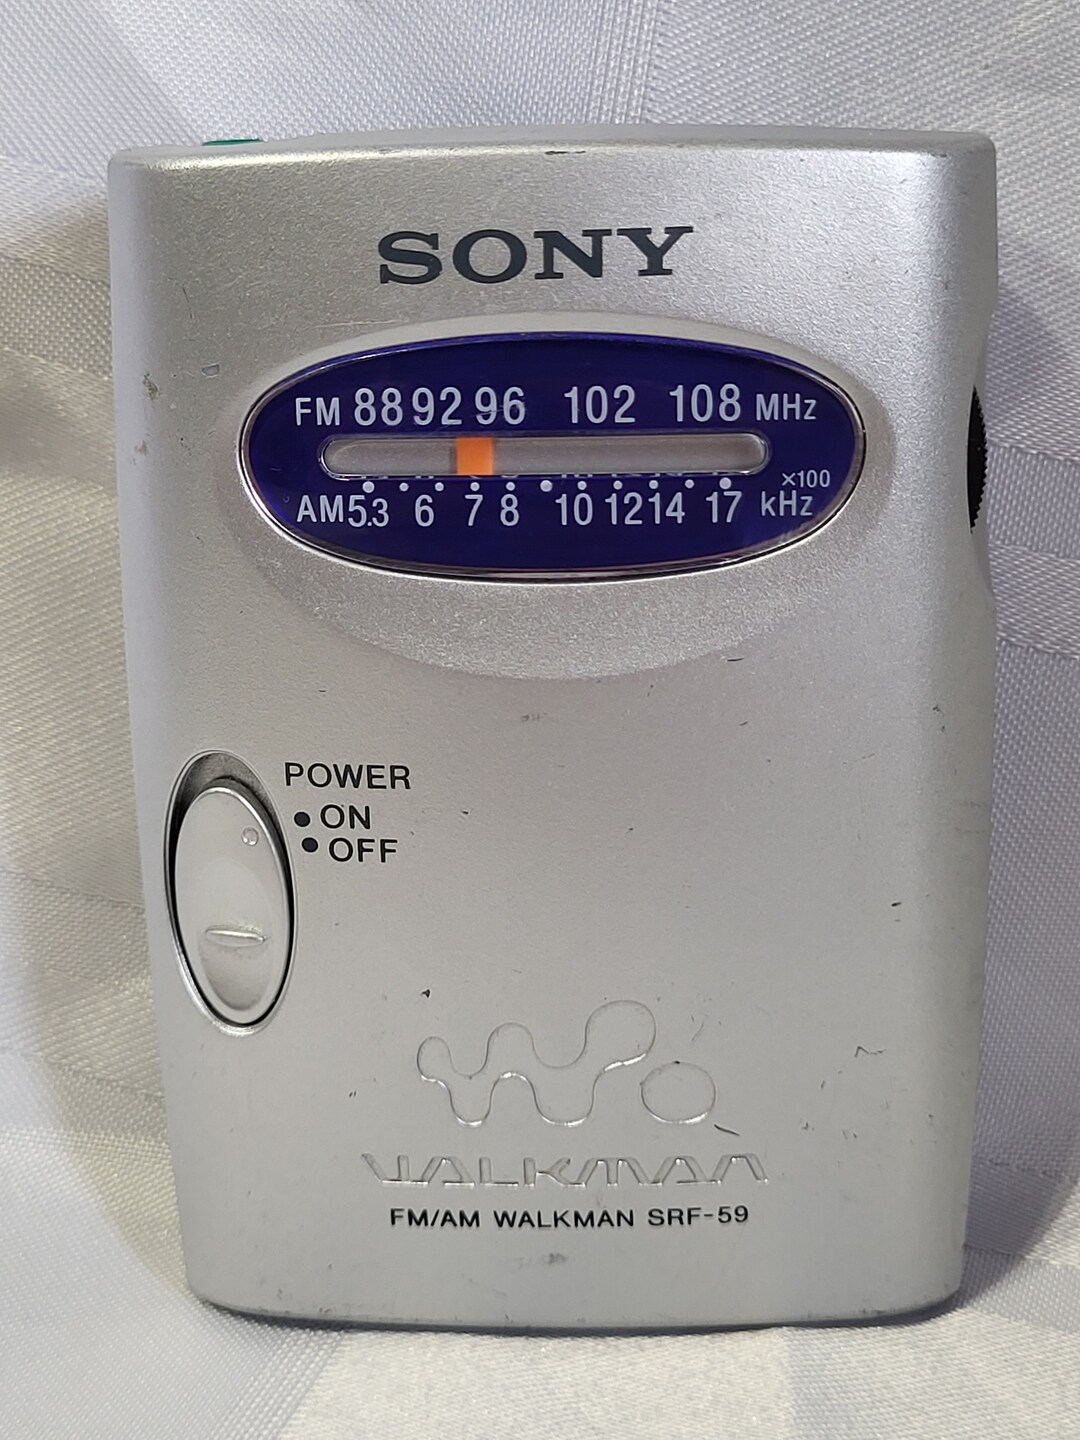 SONY
FM 88 92 96 102 108 MHz
×100
AM 5.3 6 7 8 10 12 14 17 kHz
POWER
• ON
• OFF
WALKMAN
FM/AM WALKMAN SRF-59